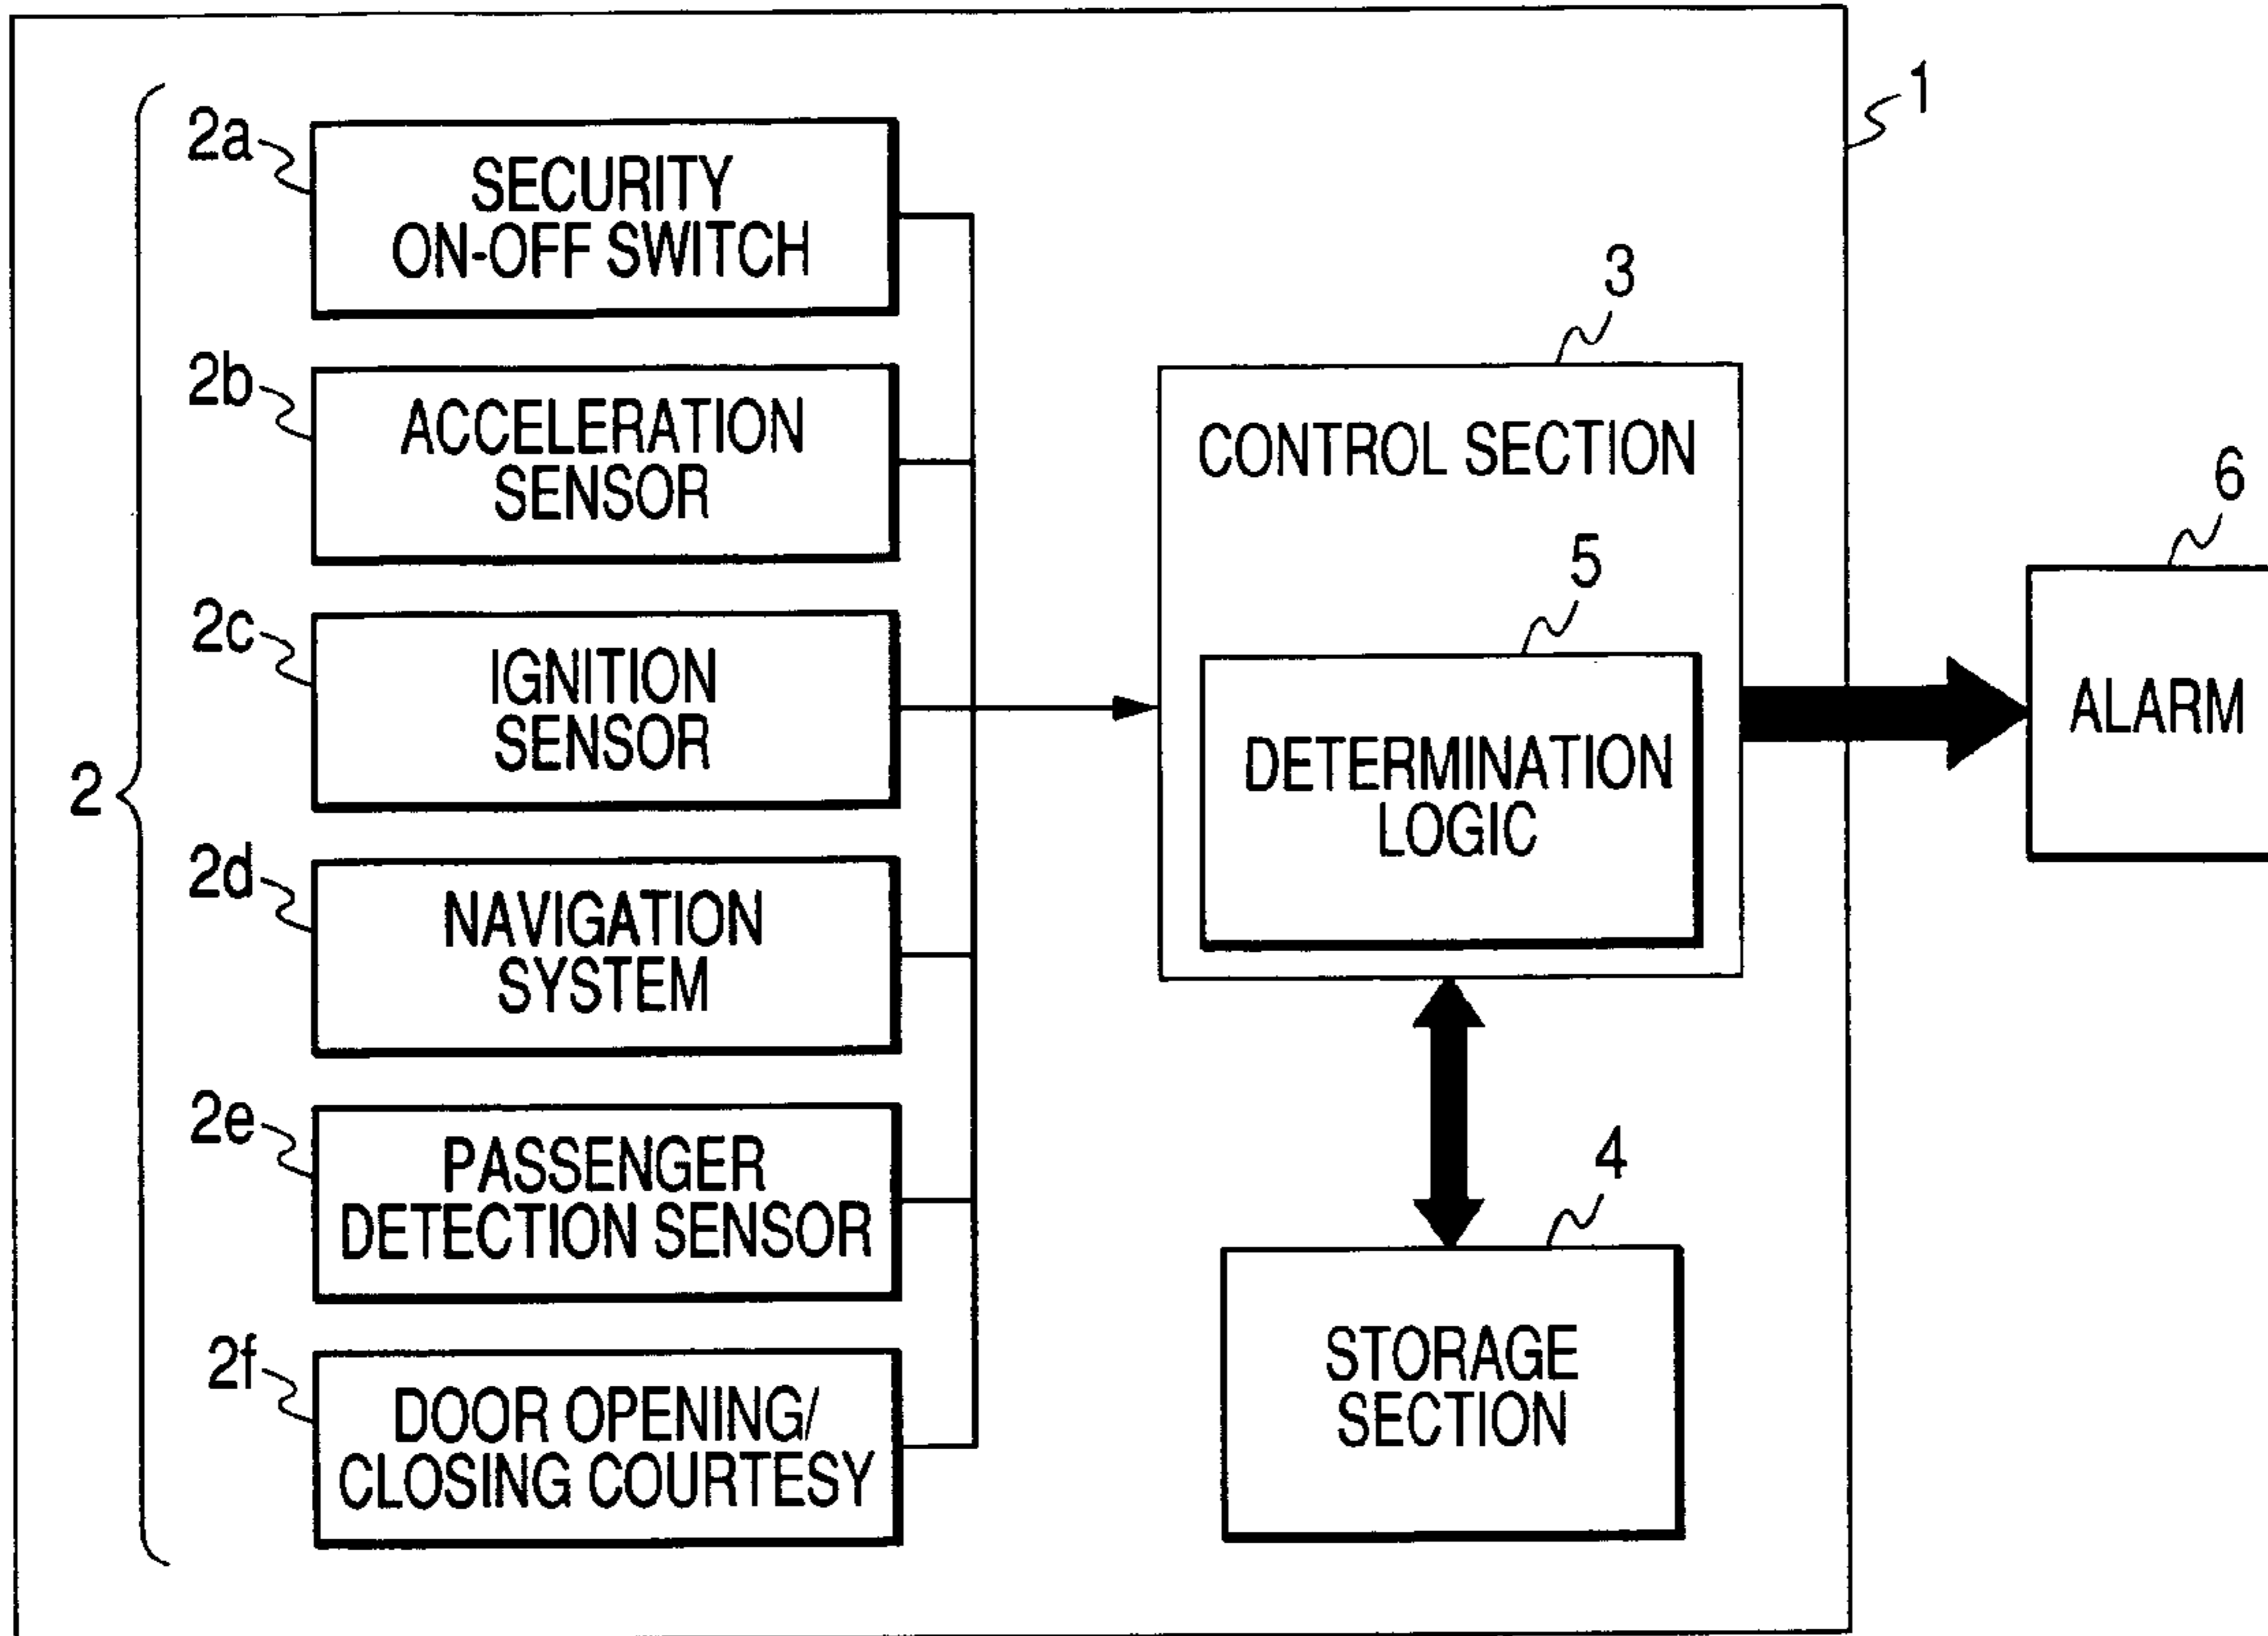 1
2
2a
SECURITY
ON-OFF SWITCH
2b
ACCELERATION
SENSOR
2c
IGNITION
SENSOR
2d
NAVIGATION
SYSTEM
2e
PASSENGER
DETECTION SENSOR
2f
DOOR OPENING/
CLOSING COURTESY
3
CONTROL SECTION
5
DETERMINATION
LOGIC
4
STORAGE
SECTION
6
ALARM